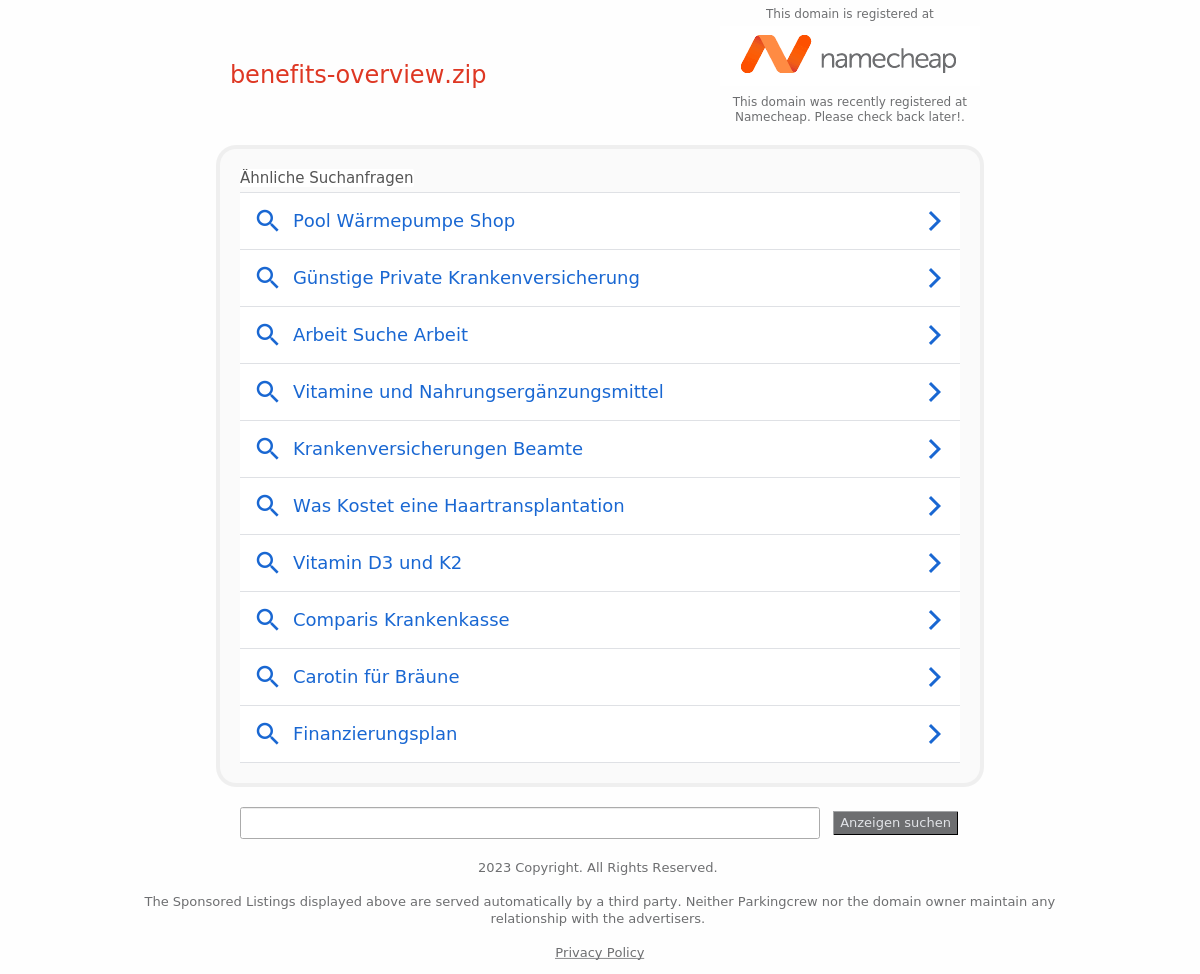 This domain is registered at
namecheap
benefits-overview.zip
This domain was recently registered at
Namecheap. Please check back later!.
Ähnliche Suchanfragen
Pool Wärmepumpe Shop
Günstige Private Krankenversicherung
Arbeit Suche Arbeit
Vitamine und Nahrungsergänzungsmittel
Krankenversicherungen Beamte
Was Kostet eine Haartransplantation
Vitamin D3 und K2
Comparis Krankenkasse
Carotin für Bräune
Finanzierungsplan
Anzeigen suchen
2023 Copyright. All Rights Reserved.
The Sponsored Listings displayed above are served automatically by a third party. Neither Parkingcrew nor the domain owner maintain any
relationship with the advertisers.
Privacy Policy